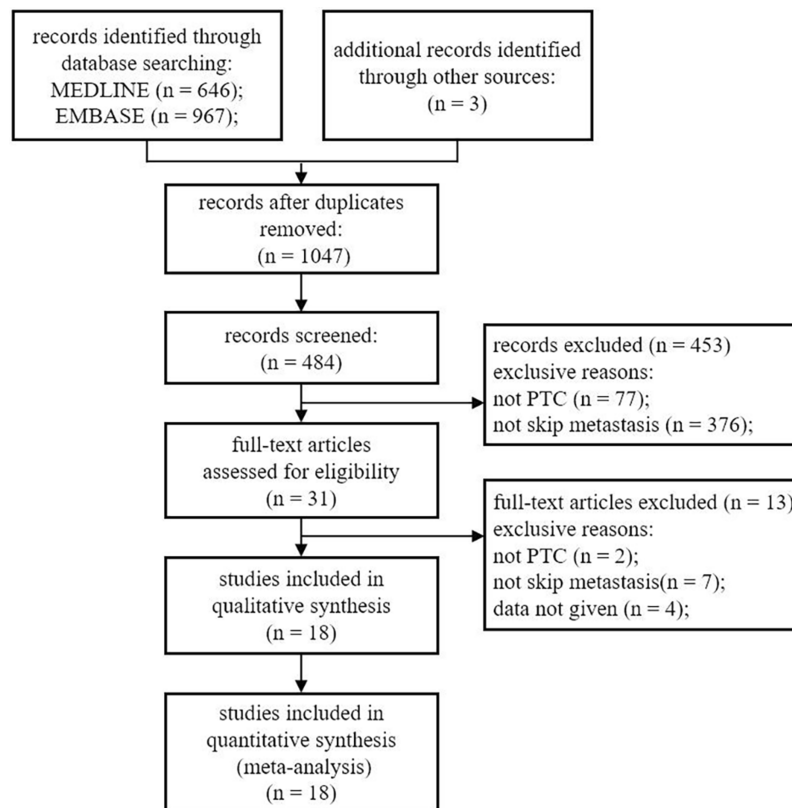 records identified through
database searching:
MEDLINE (n = 646);
EMBASE (n = 967);
additional records identified
through other sources:
(n = 3)
records after duplicates
removed:
(n = 1047)
records screened:
(n = 484)
records excluded (n = 453)
exclusive reasons:
not PTC (n = 77);
not skip metastasis (n = 376);
full-text articles
assessed for eligibility
(n = 31)
full-text articles excluded (n = 13)
exclusive reasons:
not PTC (n = 2);
not skip metastasis(n = 7);
data not given (n = 4);
studies included in
qualitative synthesis
(n = 18)
studies included in
quantitative synthesis
(meta-analysis)
(n = 18)